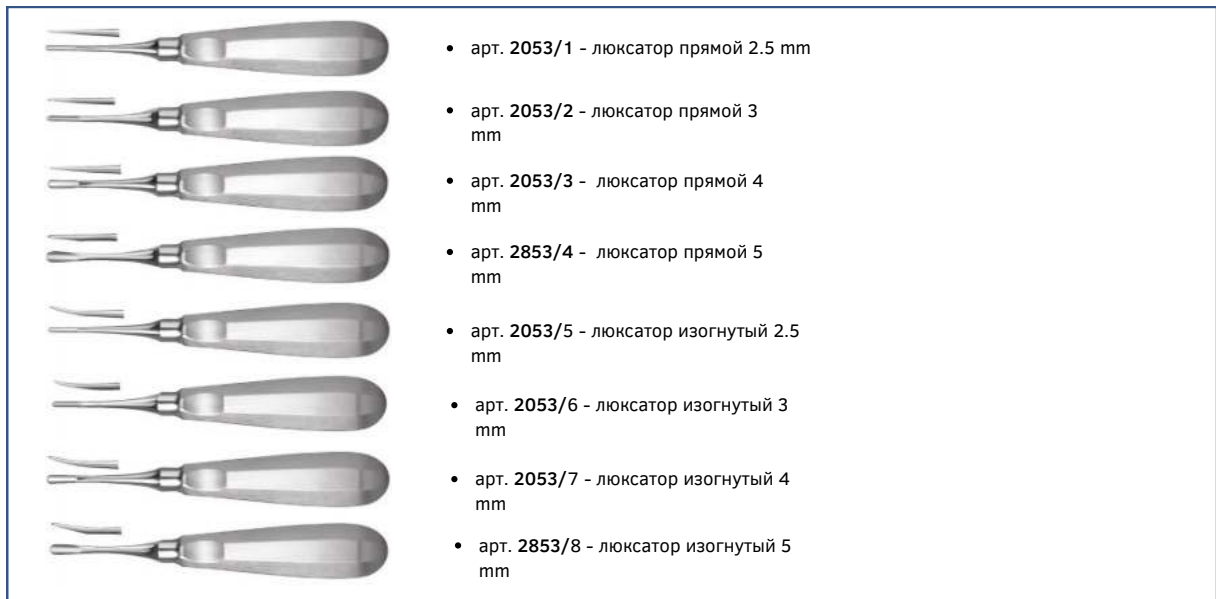 • арт. 2053/1 - люксатор прямой 2.5 mm
• арт. 2053/2 - люксатор прямой 3
mm
• арт. 2053/3 - люксатор прямой 4
mm
• арт. 2853/4 - люксатор прямой 5
mm
• арт. 2053/5 - люксатор изогнутый 2.5
mm
• арт. 2053/6 - люксатор изогнутый 3
mm
• арт. 2053/7 - люксатор изогнутый 4
mm
• арт. 2853/8 - люксатор изогнутый 5
mm